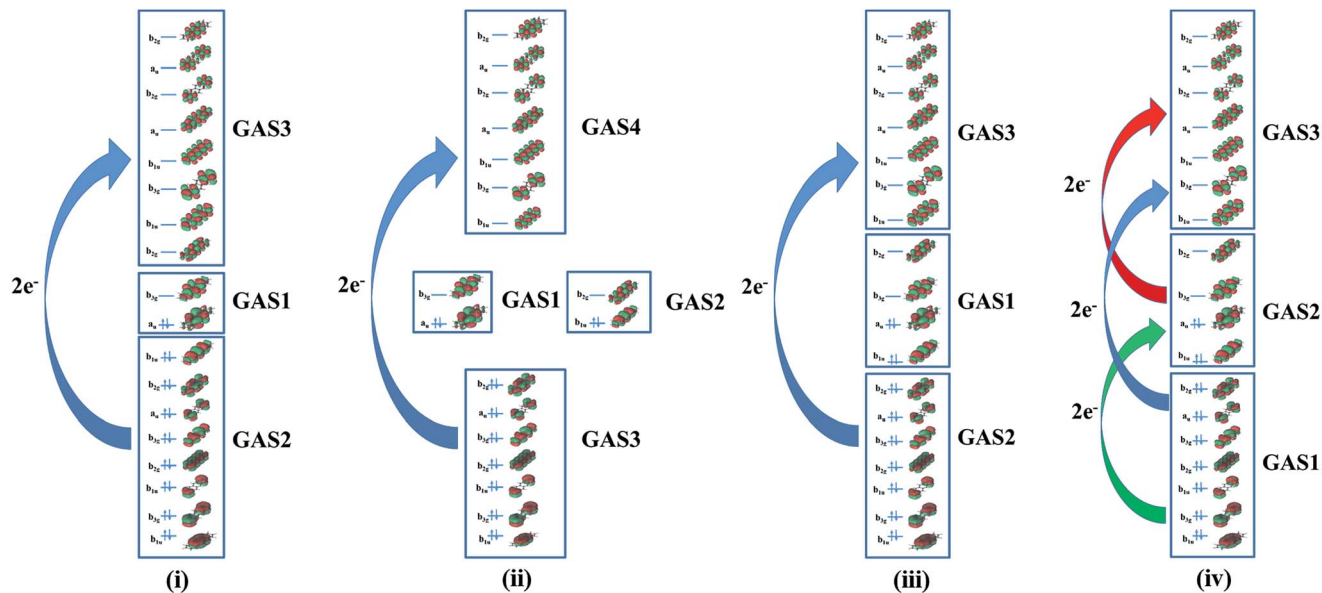 b2g
au
b2g
au
b1u
b3g
b1u
b2g
GAS3
2e-
b3g
au
GAS1
b1u
b2g
au
b3g
b2g
b1u
b3g
b1u
GAS2
(i)
b2g
au
b2g
au
b1u
b3g
b1u
GAS4
2e-
b3g
au
GAS1
b2g
b1u
GAS2
b2g
au
b3g
b2g
b1u
b3g
b1u
GAS3
(ii)
b2g
au
b2g
au
b1u
b3g
b1u
GAS3
2e-
b2g
b3g
au
b1u
GAS1
b2g
au
b3g
b2g
b1u
b3g
b1u
GAS2
(iii)
b2g
au
b2g
au
b1u
b3g
b1u
GAS3
2e-
2e-
2e-
b2g
b3g
au
b1u
GAS2
b2g
au
b3g
b2g
b1u
b3g
b1u
GAS1
(iv)